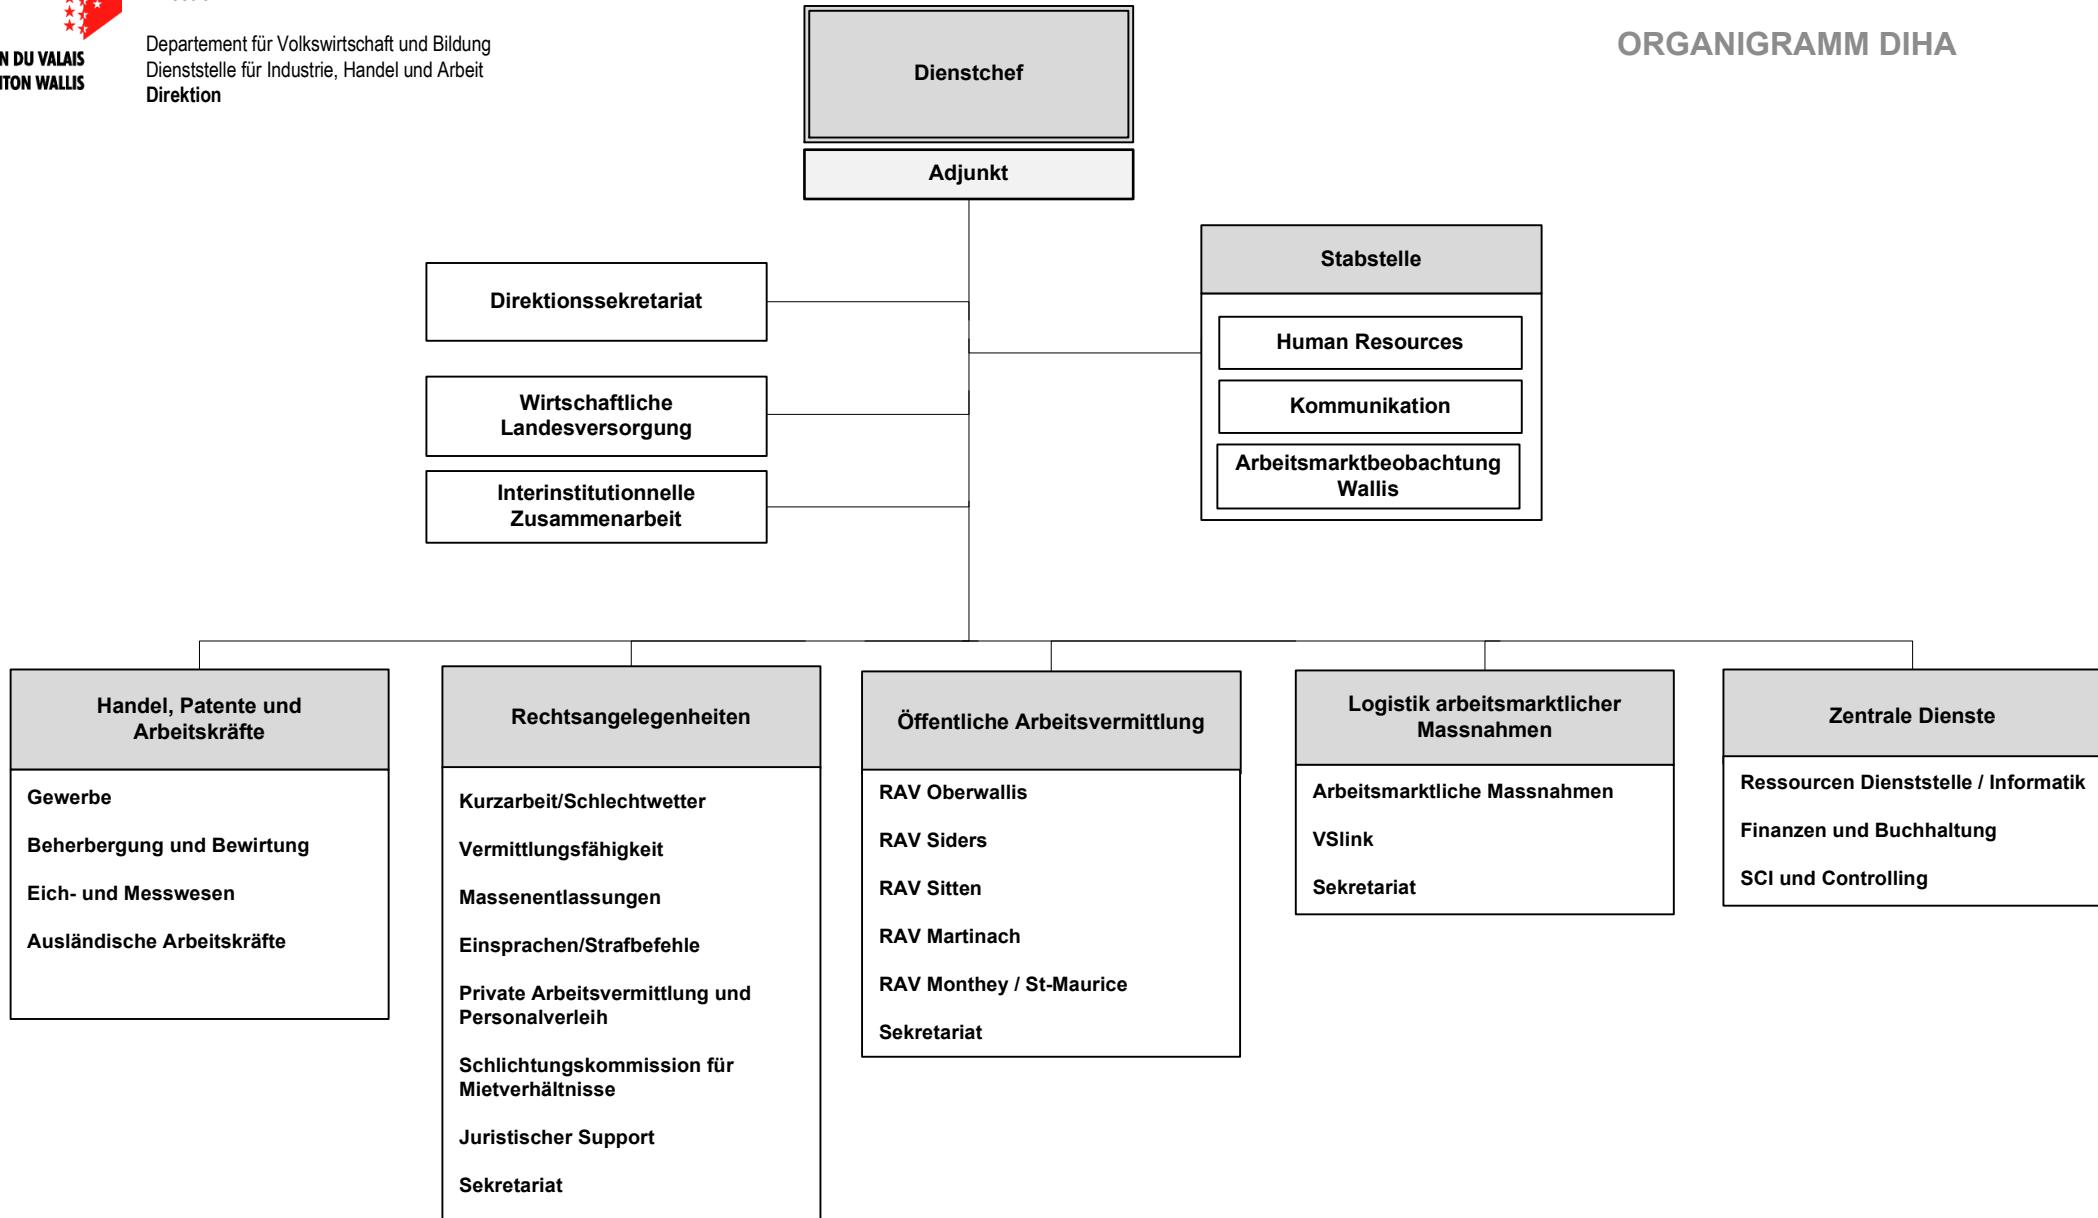 Departement für Volkswirtschaft und Bildung
Dienststelle für Industrie, Handel und Arbeit
Direktion
N DU VALAIS
NTON WALLIS
ORGANIGRAMM DIHA
Dienstchef
Adjunkt
Direktionssekretariat
Wirtschaftliche
Landesversorgung
Interinstitutionnelle
Zusammenarbeit
Stabstelle
Human Resources
Kommunikation
Arbeitsmarktbeobachtung
Wallis
Handel, Patente und
Arbeitskräfte
Gewerbe
Beherbergung und Bewirtung
Eich- und Messwesen
Ausländische Arbeitskräfte
Rechtsangelegenheiten
Kurzarbeit/Schlechtwetter
Vermittlungsfähigkeit
Massenentlassungen
Einsprachen/Strafbefehle
Private Arbeitsvermittlung und
Personalverleih
Schlichtungskommission für
Mietverhältnisse
Juristischer Support
Sekretariat
Öffentliche Arbeitsvermittlung
RAV Oberwallis
RAV Siders
RAV Sitten
RAV Martinach
RAV Monthey / St-Maurice
Sekretariat
Logistik arbeitsmarktlicher
Massnahmen
Arbeitsmarktliche Massnahmen
VSlink
Sekretariat
Zentrale Dienste
Ressourcen Dienststelle / Informatik
Finanzen und Buchhaltung
SCI und Controlling